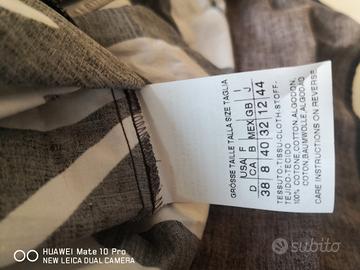 GRÖSSE TAILLE TALLA SIZE TAGLIA
D USA F MEX GB I
CA B J
38 8 40 32 12 44
TESSUTO-TISSU-CLOTH-STOFF-
TEJIDO-TECIDO
100% COTONE,COTTON,ALGODON,
COTON,BAUMWOLLE,ALGODÃO
CARE INSTRUCTIONS ON REVERSE
HUAWEI Mate 10 Pro
NEW LEICA DUAL CAMERA
subito